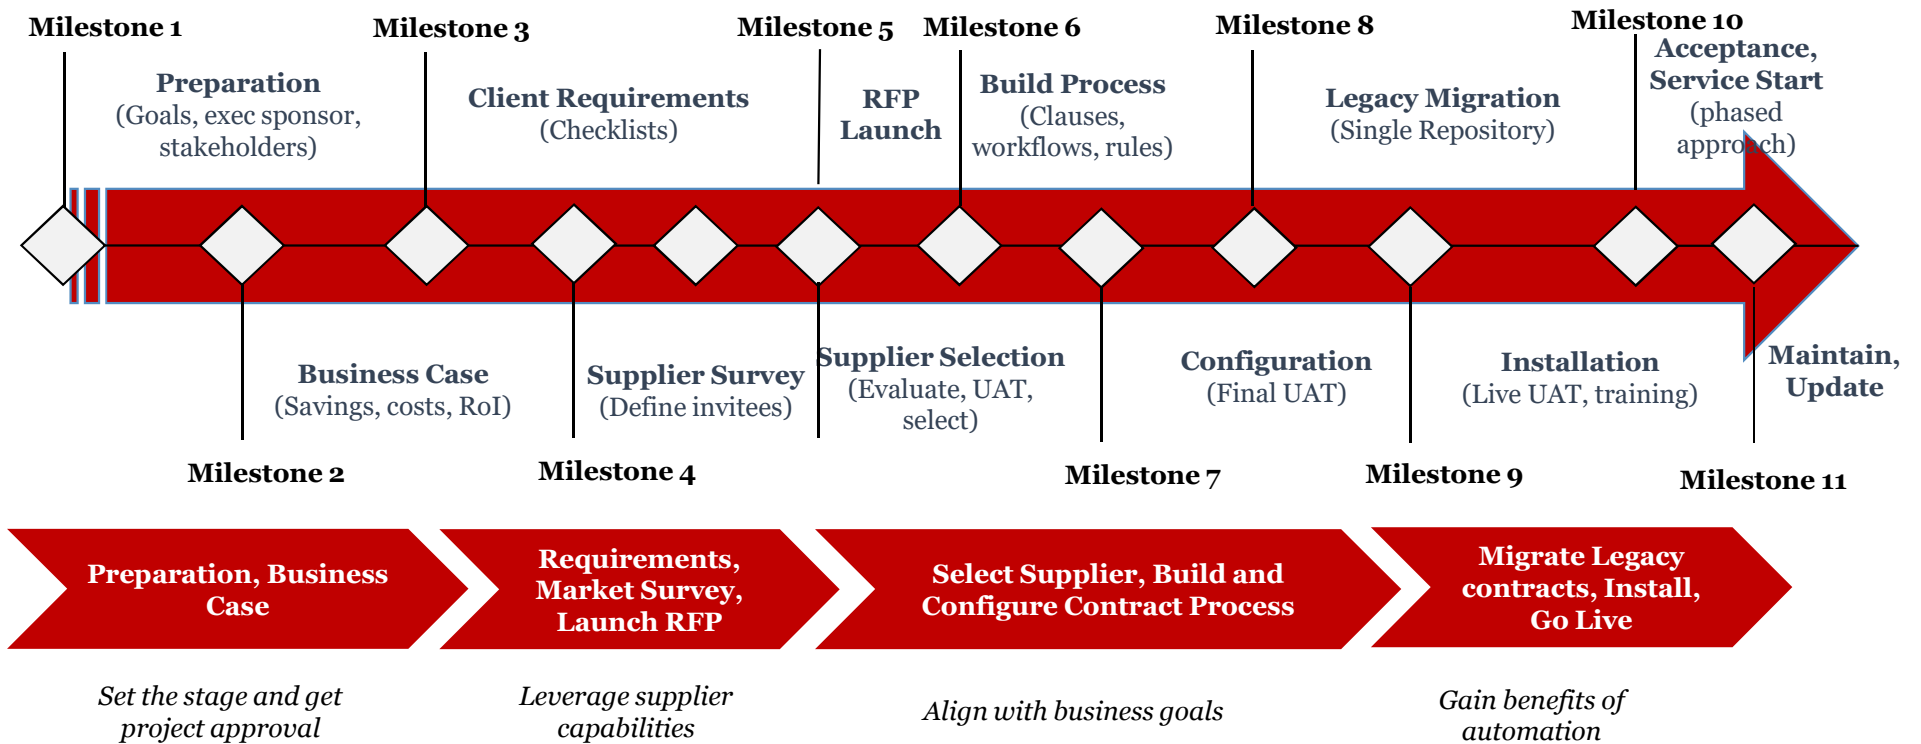 Milestone 1
Milestone 3
Milestone 5
Milestone 6
Milestone 8
Milestone 10
Preparation
(Goals, exec sponsor,
stakeholders)
Client Requirements
(Checklists)
RFP
Launch
Build Process
(Clauses,
workflows, rules)
Legacy Migration
(Single Repository)
Acceptance,
Service Start
(phased
approach)
Business Case
(Savings, costs, RoI)
Supplier Survey
(Define invitees)
Supplier Selection
(Evaluate, UAT,
select)
Configuration
(Final UAT)
Installation
(Live UAT, training)
Maintain,
Update
Milestone 2
Milestone 4
Milestone 7
Milestone 9
Milestone 11
Preparation, Business
Case
Requirements,
Market Survey,
Launch RFP
Select Supplier, Build and
Configure Contract Process
Migrate Legacy
contracts, Install,
Go Live
Set the stage and get
project approval
Leverage supplier
capabilities
Align with business goals
Gain benefits of
automation